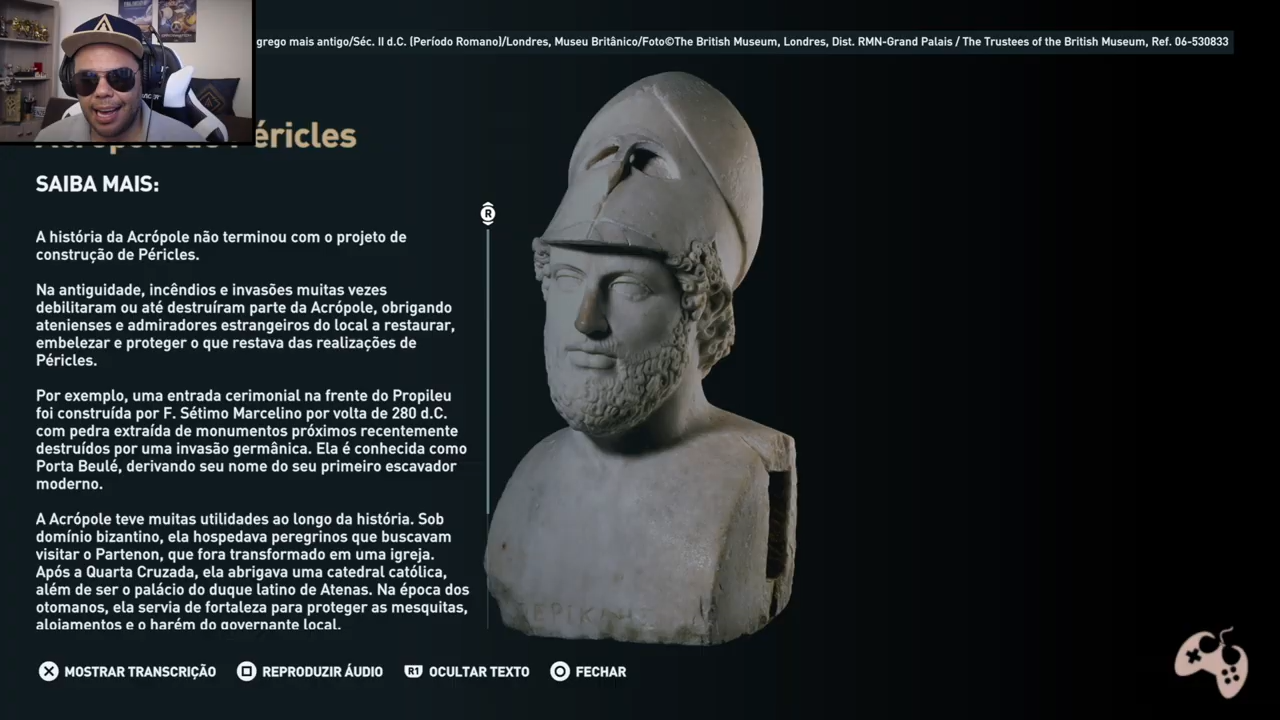 grego mais antigo/Séc. II d.C. (Período Romano)/Londres, Museu Britânico/Foto©The British Museum, Londres, Dist. RMN-Grand Palais / The Trustees of the British Museum, Ref. 06-530833
Acrópole de Péricles
SAIBA MAIS:
R
A história da Acrópole não terminou com o projeto de
construção de Péricles.
Na antiguidade, incêndios e invasões muitas vezes
debilitaram ou até destruíram parte da Acrópole, obrigando
atenienses e admiradores estrangeiros do local a restaurar,
embelezar e proteger o que restava das realizações de
Péricles.
Por exemplo, uma entrada cerimonial na frente do Propileu
foi construída por F. Sétimo Marcelino por volta de 280 d.C.
com pedra extraída de monumentos próximos recentemente
destruídos por uma invasão germânica. Ela é conhecida como
Porta Beulé, derivando seu nome do seu primeiro escavador
moderno.
A Acrópole teve muitas utilidades ao longo da história. Sob
domínio bizantino, ela hospedava peregrinos que buscavam
visitar o Partenon, que fora transformado em uma igreja.
Após a Quarta Cruzada, ela abrigava uma catedral católica,
além de ser o palácio do duque latino de Atenas. Na época dos
otomanos, ela servia de fortaleza para proteger as mesquitas,
alojamentos e o harém do governante local.
MOSTRAR TRANSCRIÇÃO REPRODUZIR ÁUDIO R1 OCULTAR TEXTO FECHAR